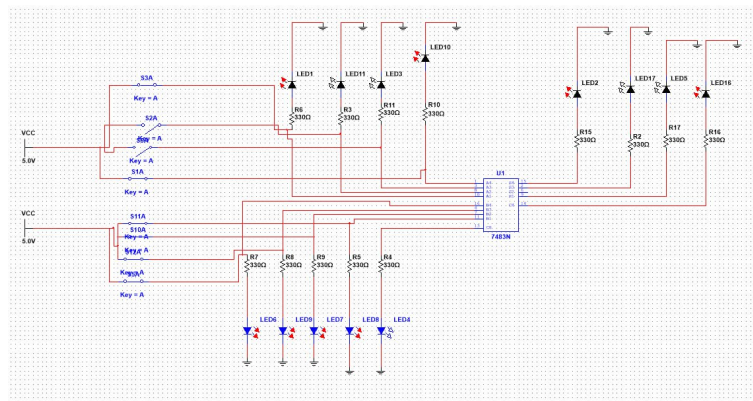 LED10
LED1
LED11
LED3
LED2
LED17
LED5
LED16
S3A
Key = A
R6
330Ω
R3
330Ω
R11
330Ω
R10
330Ω
S2A
Key = A
VCC
5.0V
S1A
Key = A
R15
330Ω
R2
330Ω
R17
330Ω
R16
330Ω
U1
7483N
VCC
5.0V
S11A
S10A
Key = A
R7
330Ω
R8
330Ω
R9
330Ω
R5
330Ω
R4
330Ω
Key = A
LED6
LED9
LED7
LED8
LED4